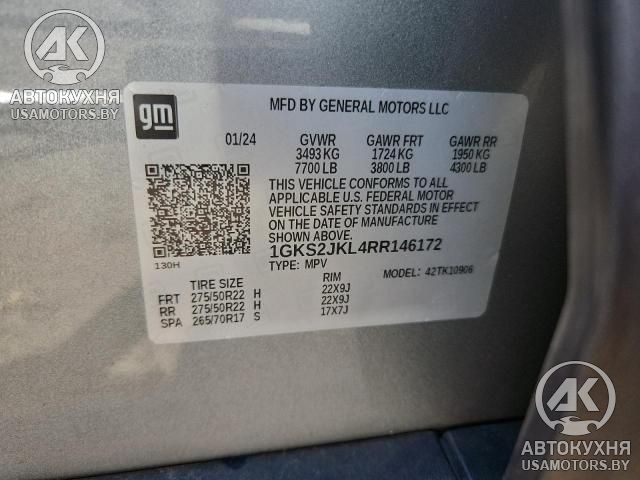 AK
АВТОКУХНЯ
USAMOTORS.BY
gm
MFD BY GENERAL MOTORS LLC
01/24 GVWR GAWR FRT GAWR RR
3493 KG 1724 KG 1950 KG
7700 LB 3800 LB 4300 LB
THIS VEHICLE CONFORMS TO ALL
APPLICABLE U.S. FEDERAL MOTOR
VEHICLE SAFETY STANDARDS IN EFFECT
ON THE DATE OF MANUFACTURE
SHOWN ABOVE.
1GKS2JKL4RR146172
130H
TYPE: MPV MODEL: 42TK10906
TIRE SIZE RIM
FRT 275/50R22 H 22X9J
RR 275/50R22 H 22X9J
SPA 265/70R17 S 17X7J
AK
АВТОКУХНЯ
USAMOTORS.BY